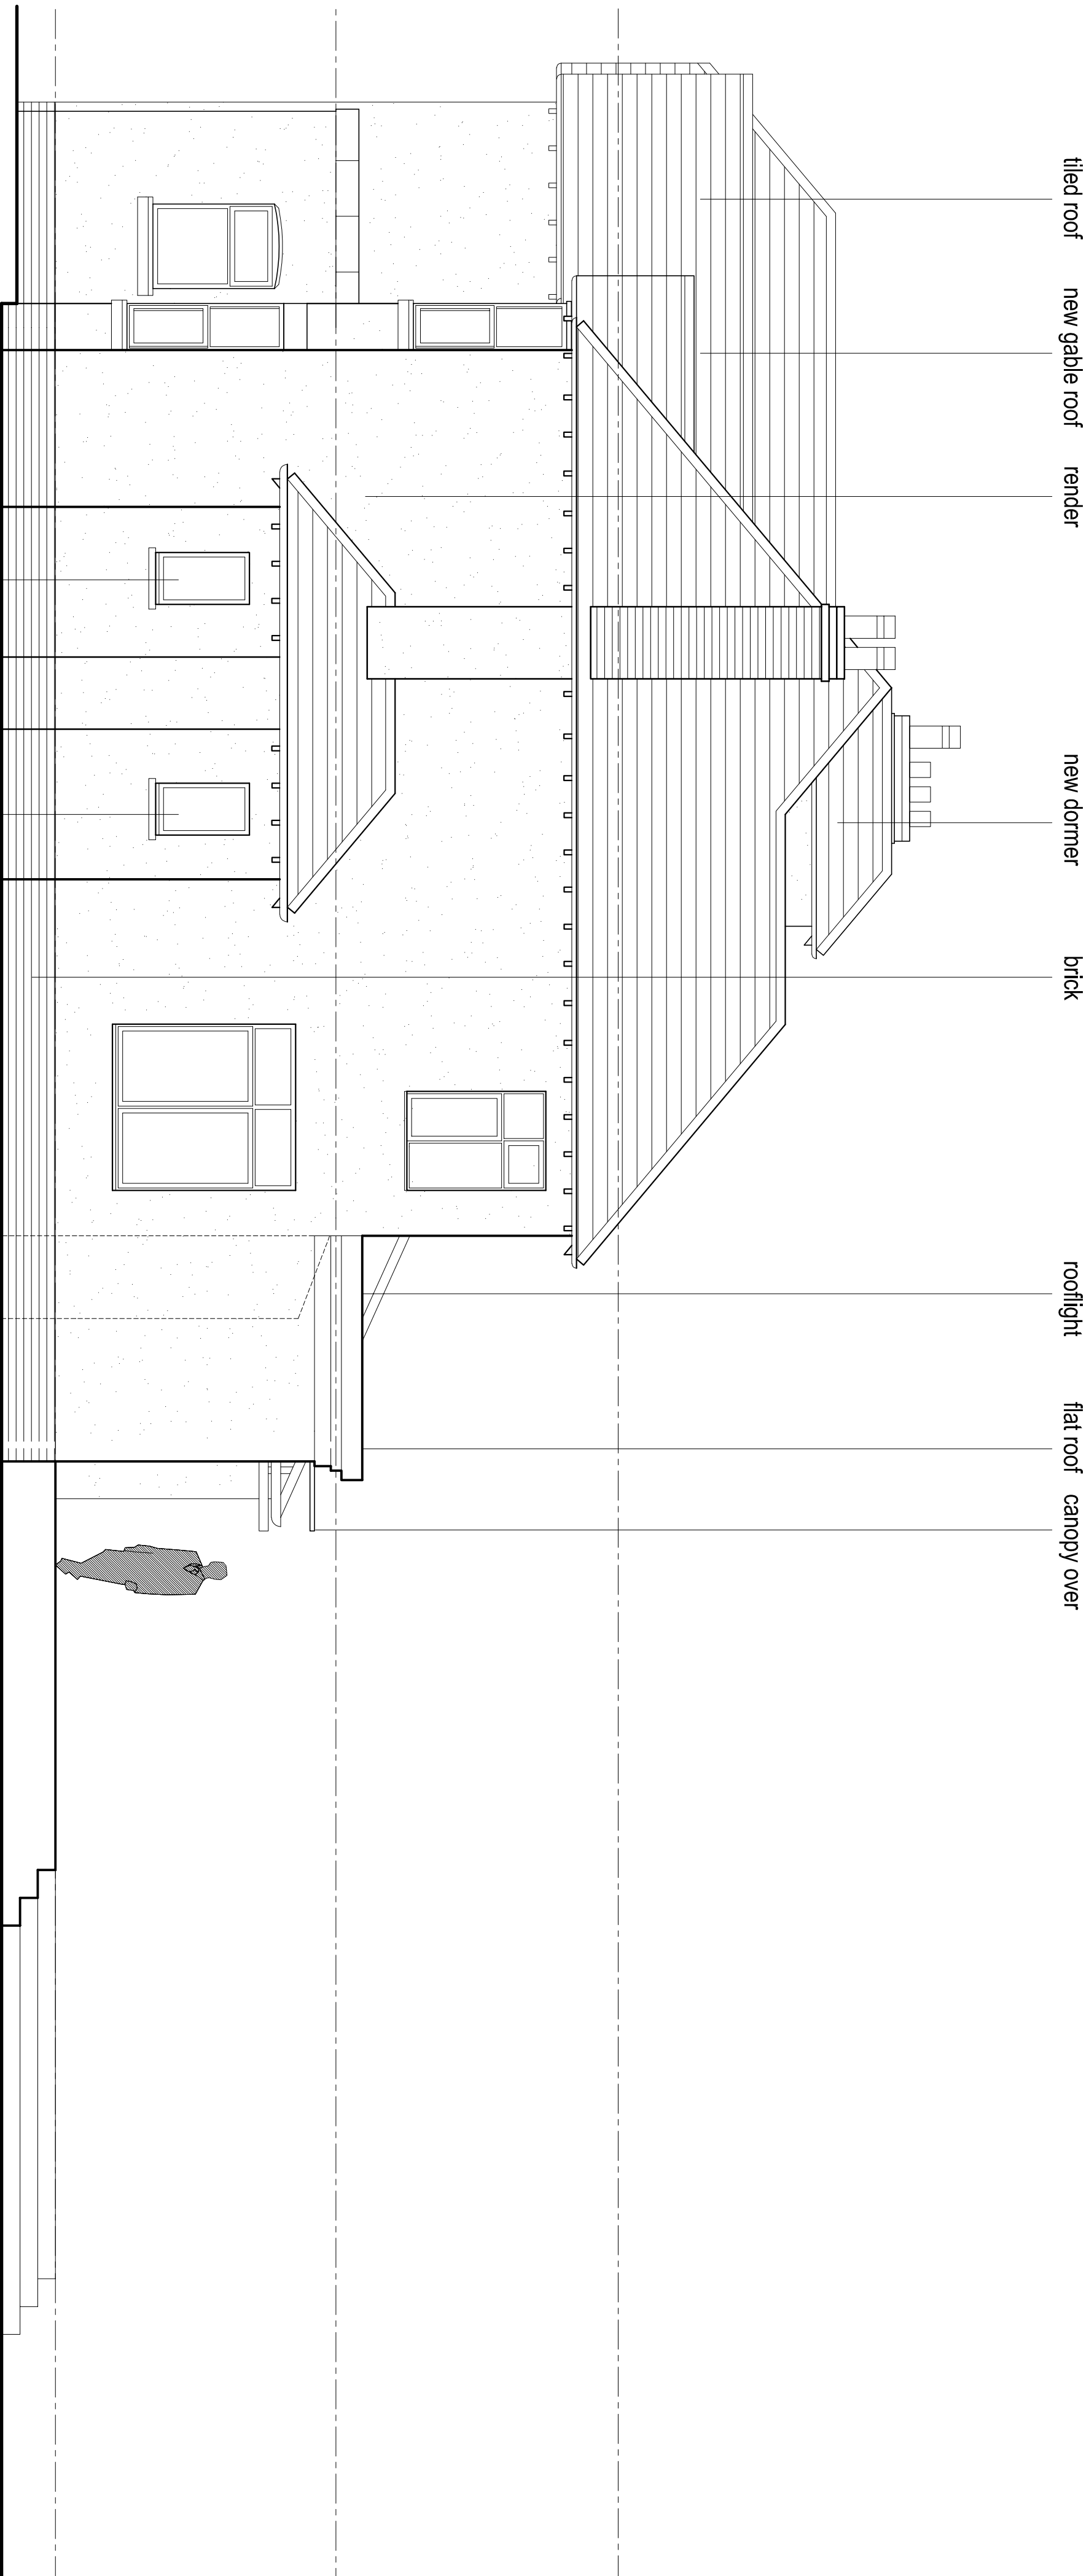 tiled roof
new gable roof
render
new dormer
brick
rooflight
flat roof
canopy over